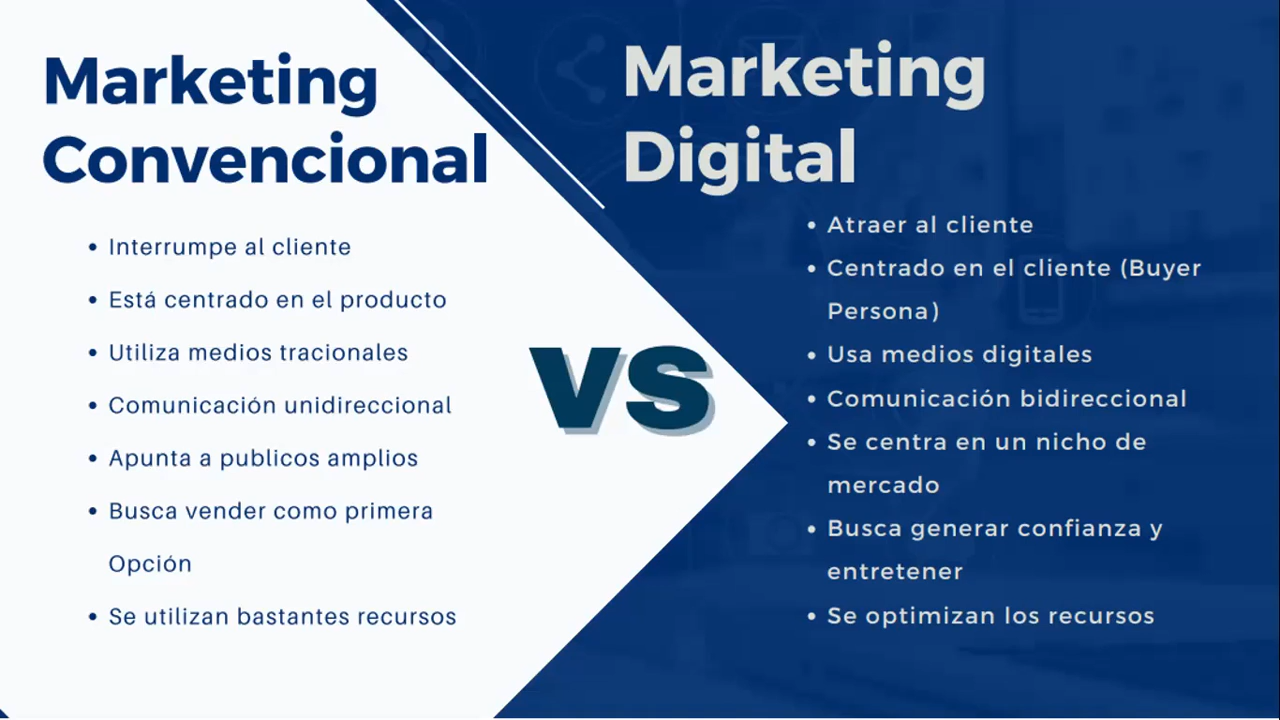 Marketing
Convencional
Interrumpe al cliente
Está centrado en el producto
Utiliza medios tracionales
Comunicación unidireccional
Apunta a publicos amplios
Busca vender como primera
Opción
Se utilizan bastantes recursos
VS
Marketing
Digital
Atraer al cliente
Centrado en el cliente (Buyer
Persona)
Usa medios digitales
Comunicación bidireccional
Se centra en un nicho de
mercado
Busca generar confianza y
entretener
Se optimizan los recursos